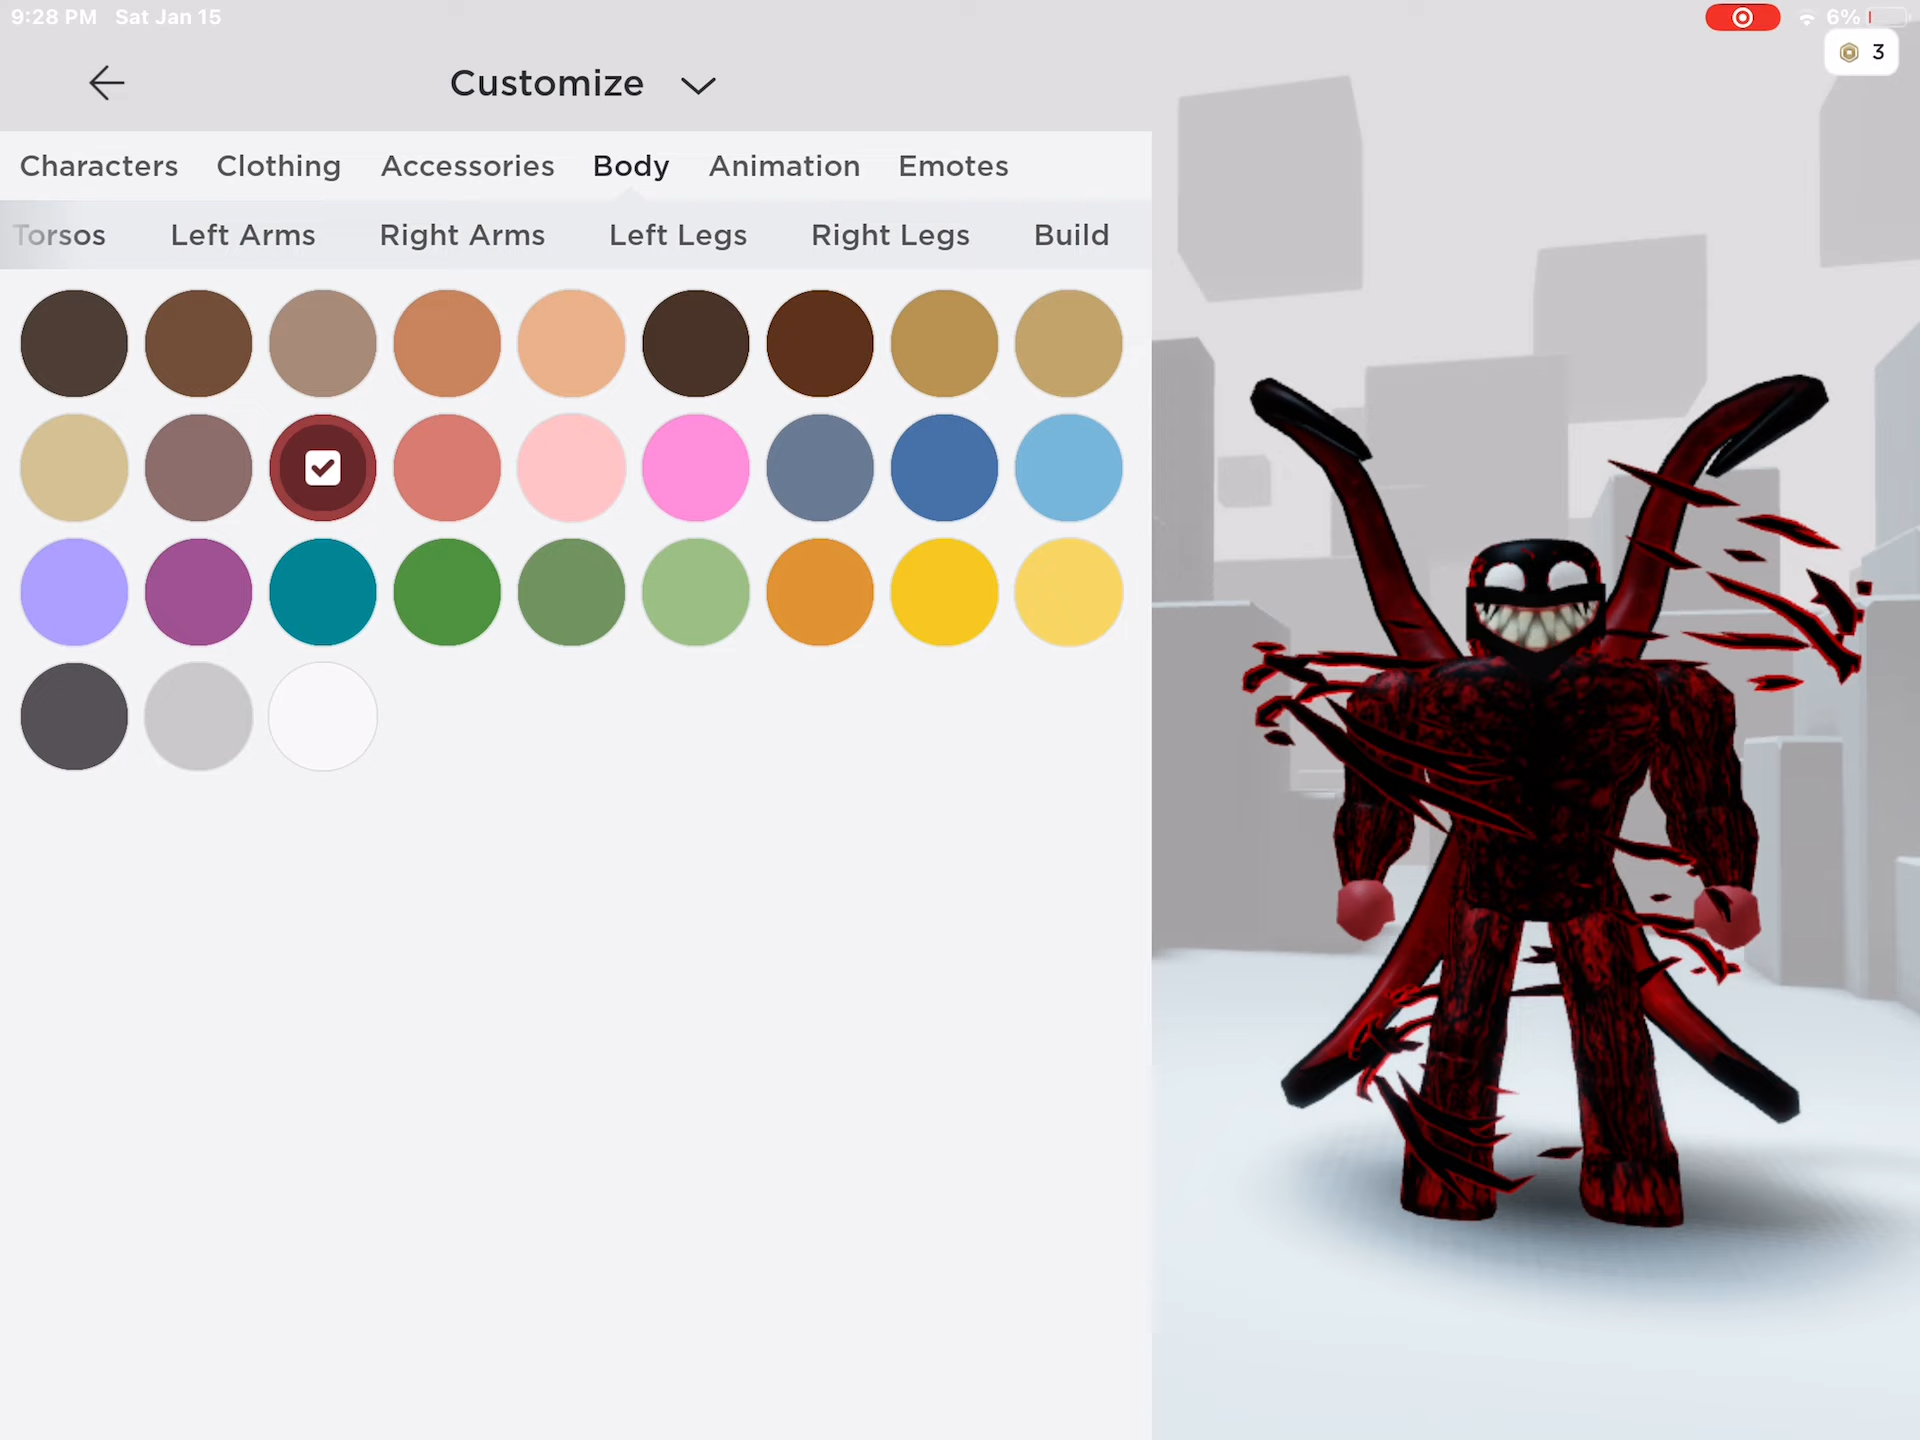 9:28 PM Sat Jan 15
6%
3
Customize
Characters Clothing Accessories Body Animation Emotes
Torsos Left Arms Right Arms Left Legs Right Legs Build